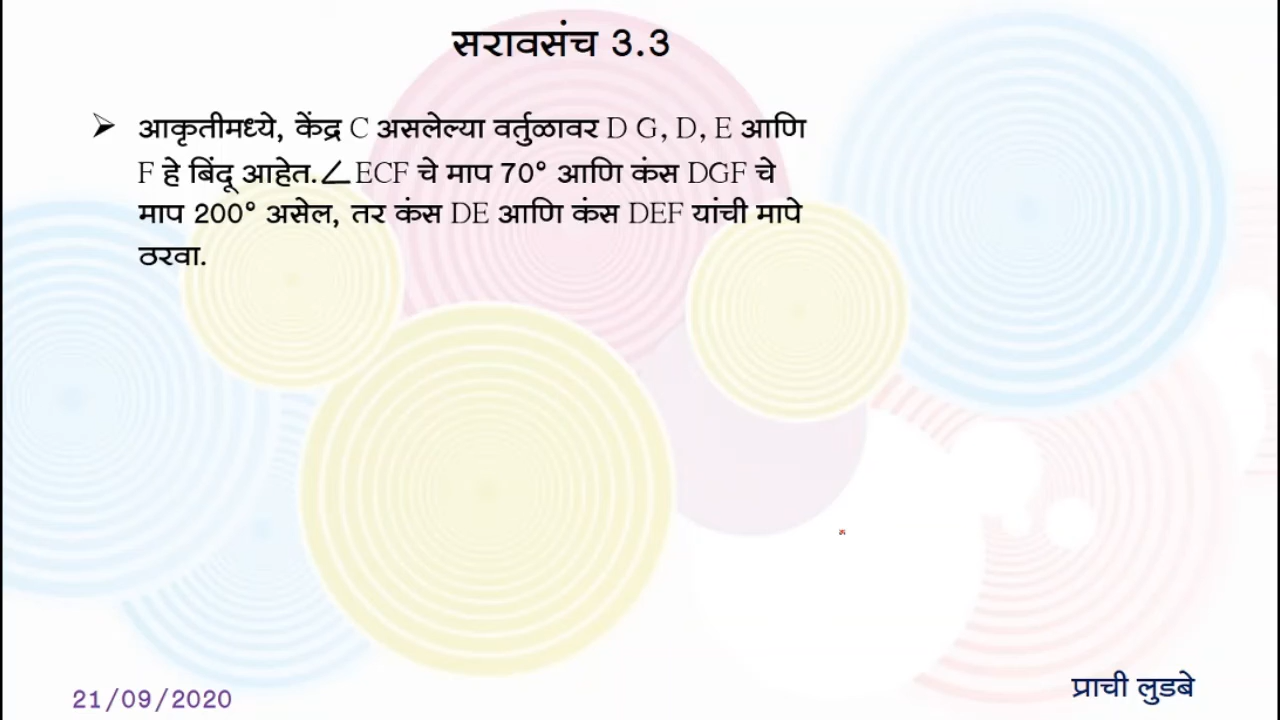 सरावसंच 3.3
➢ आकृतीमध्ये, केंद्र C असलेल्या वर्तुळावर D G, D, E आणि
F हे बिंदू आहेत.∠ECF चे माप 70° आणि कंस DGF चे
माप 200° असेल, तर कंस DE आणि कंस DEF यांची मापे
ठरवा.
21/09/2020
प्राची लुडबे